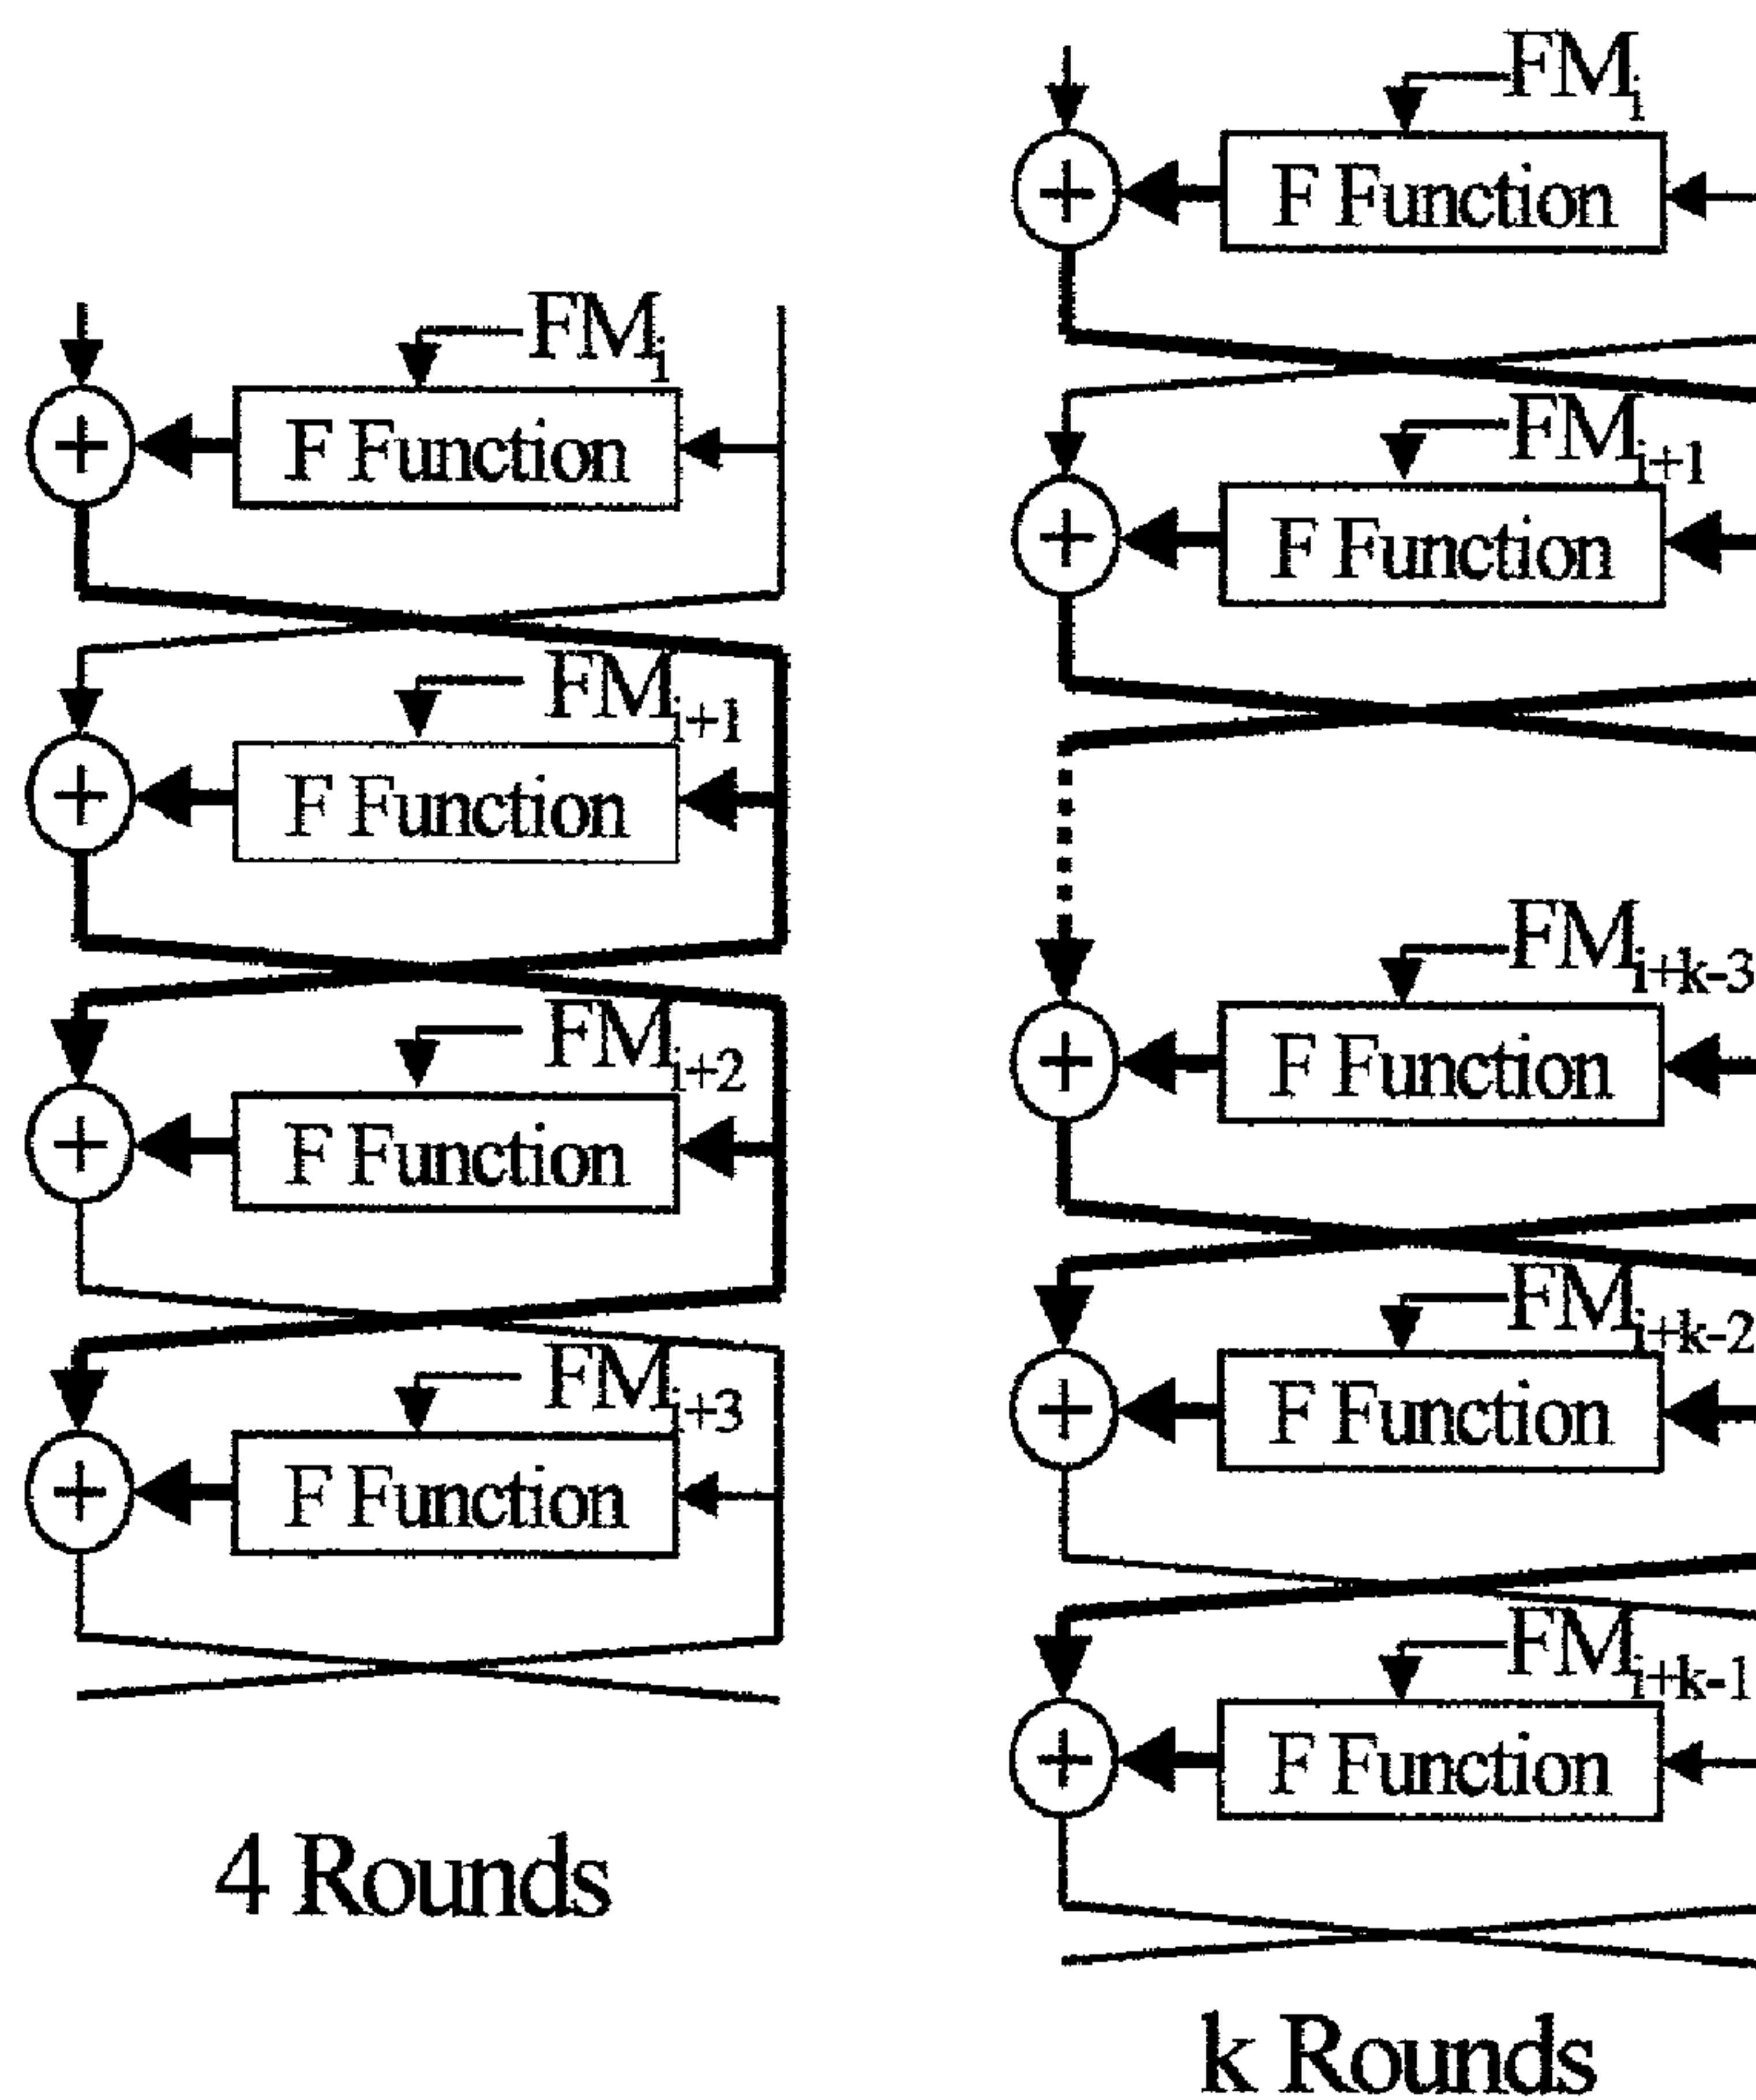 FMi
F Function
FMi+1
F Function
FMi+2
F Function
FMi+3
F Function
4 Rounds
FMi
F Function
FMi+1
F Function
FMi+k-3
F Function
FMi+k-2
F Function
FMi+k-1
F Function
k Rounds